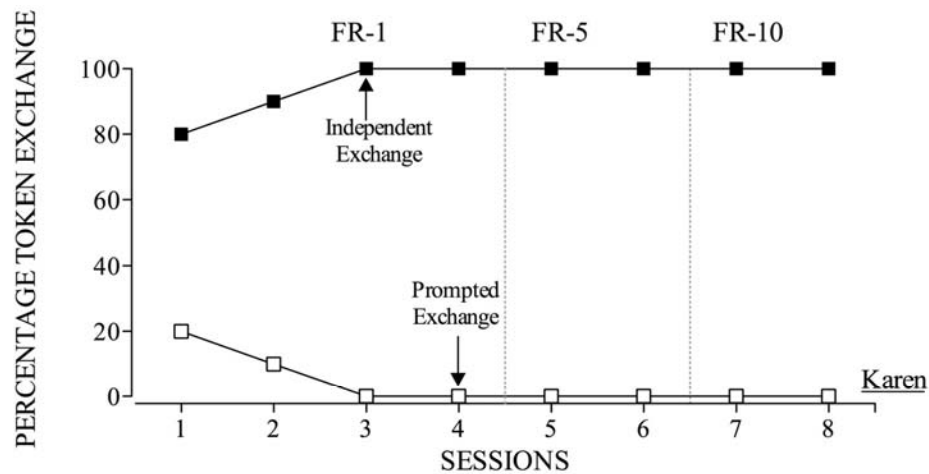 FR-1 FR-5 FR-10
PERCENTAGE TOKEN EXCHANGE
100
80
60
40
20
0
Independent
Exchange
Prompted
Exchange
Karen
1 2 3 4 5 6 7 8
SESSIONS